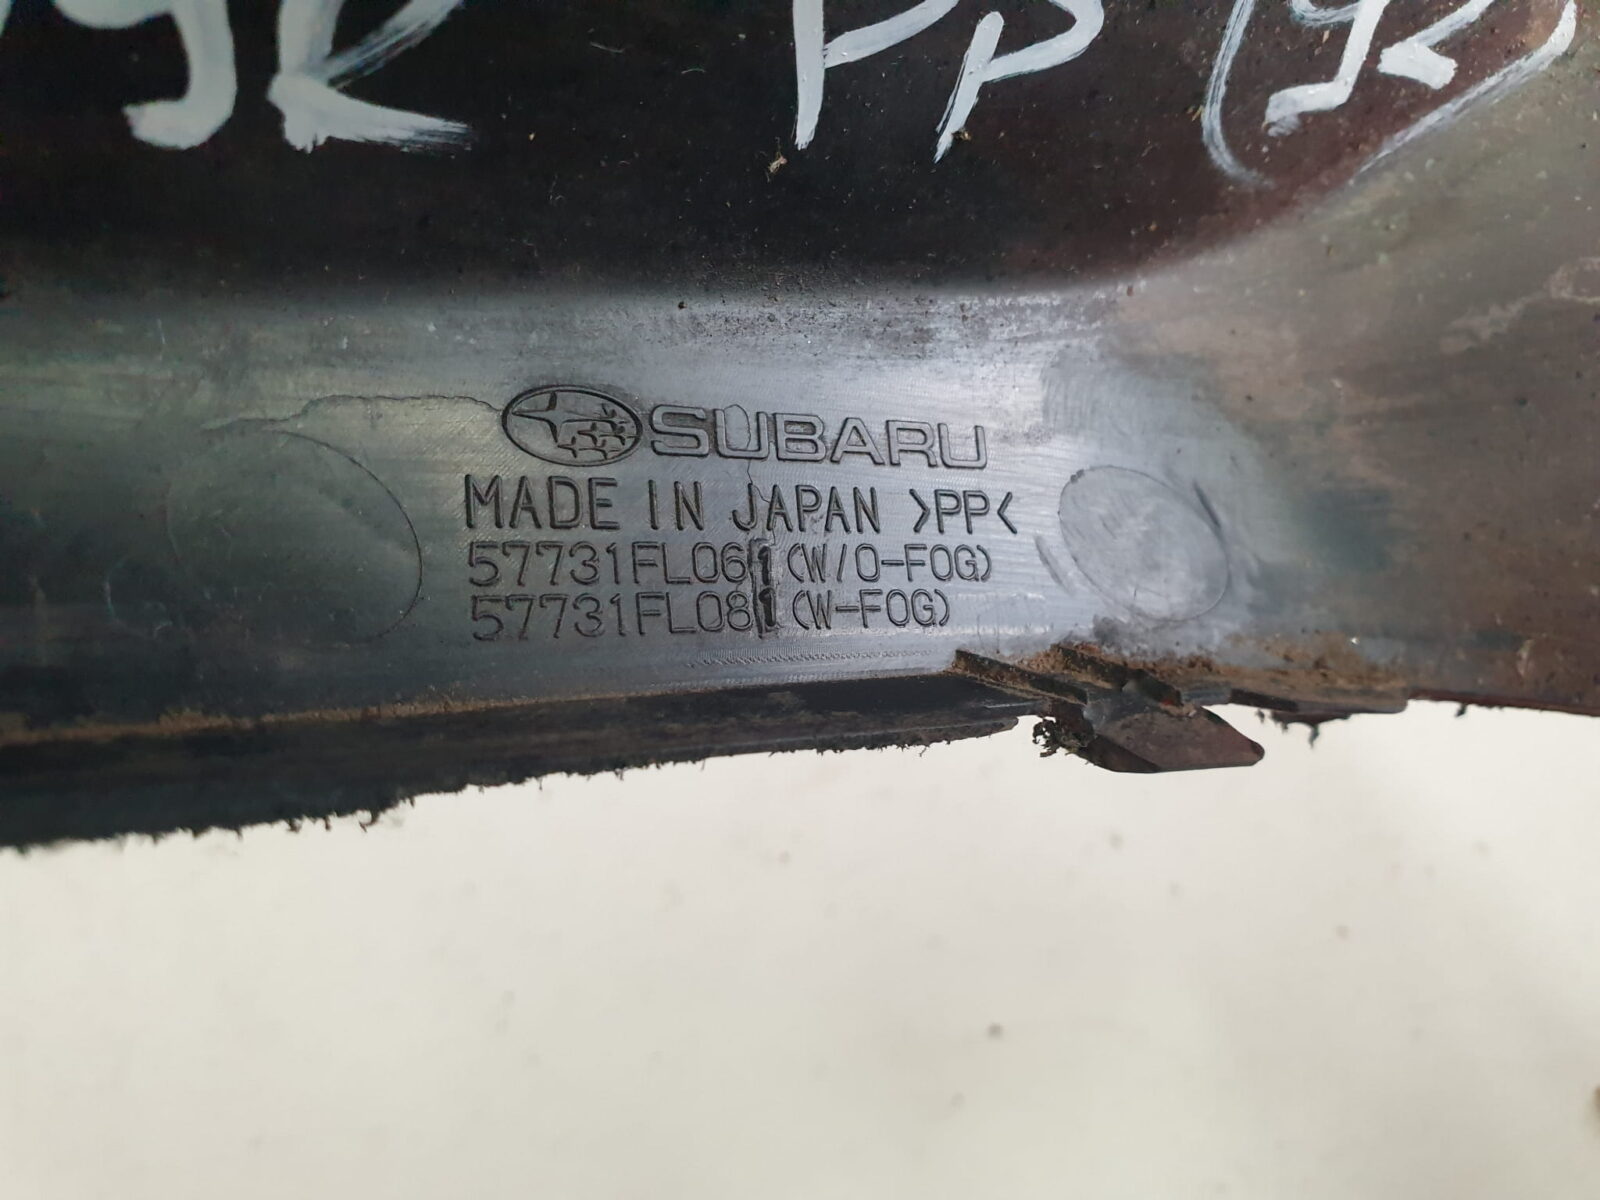 PP
SUBARU
MADE IN JAPAN >PP<
57731FL061 (W/O-FOG)
57731FL081 (W-FOG)